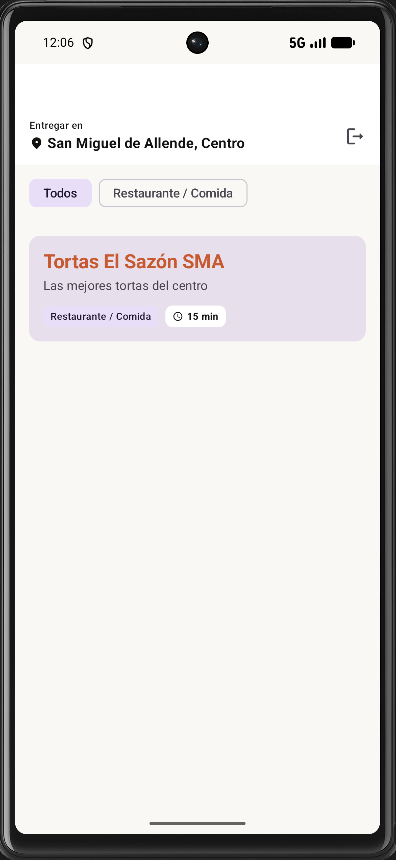 12:06
5G
Entregar en
San Miguel de Allende, Centro
Todos
Restaurante / Comida
Tortas El Sazón SMA
Las mejores tortas del centro
Restaurante / Comida
15 min